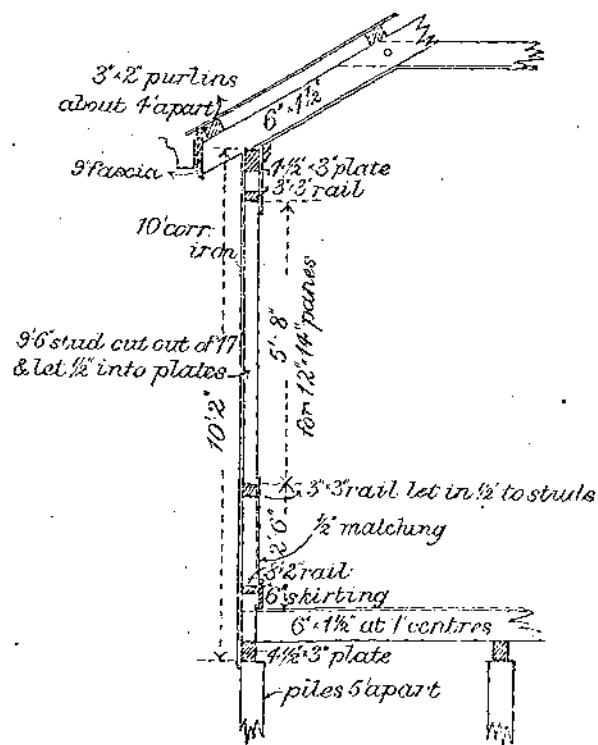 3"×2" purlins
about 4' apart
6"×1½"
9" fascia
4½"×3" plate
3"×3" rail
10' corr.
iron
5'-8"
for 12"×14" panes
9'6" stud cut out of 17
& let ½" into plates
10'2"
3"×3" rail let in ½" to studs
2'6"
½" matching
3"×2" rail
6" skirting
6"×1½" at 1' centres
4½"×3" plate
piles 5' apart